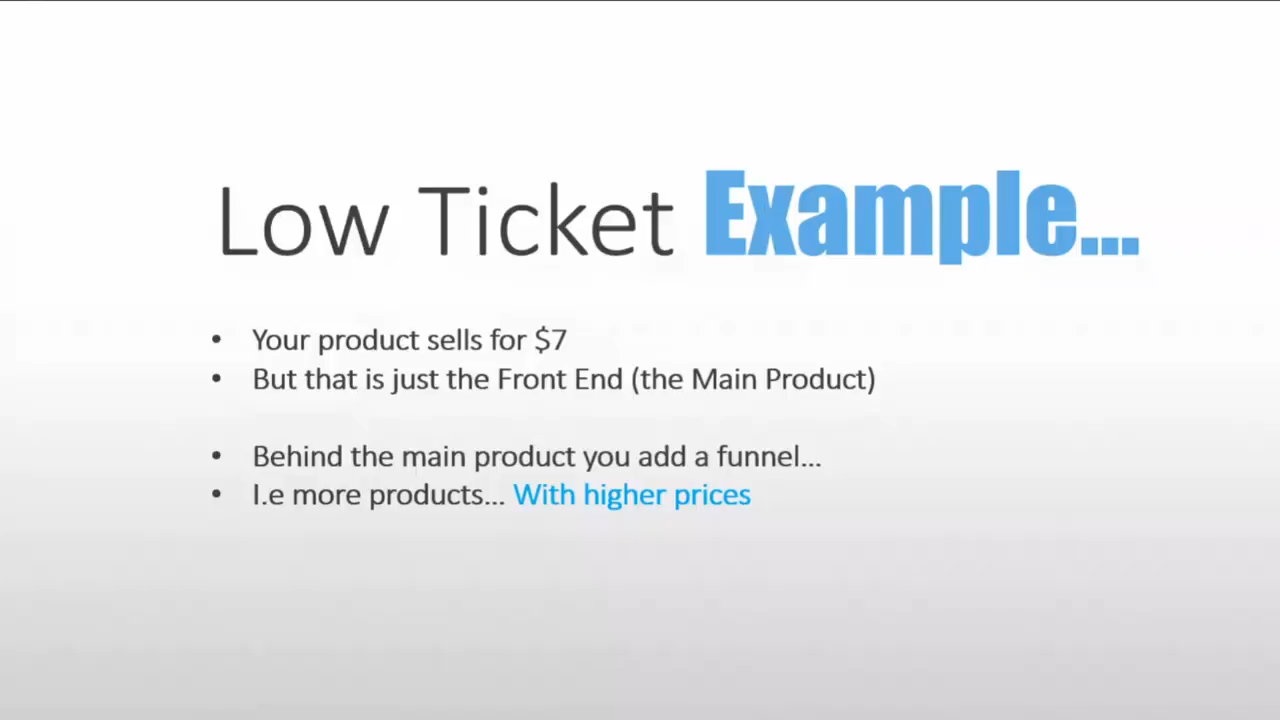 Low Ticket Example...
• Your product sells for $7
• But that is just the Front End (the Main Product)
• Behind the main product you add a funnel...
• I.e more products... With higher prices